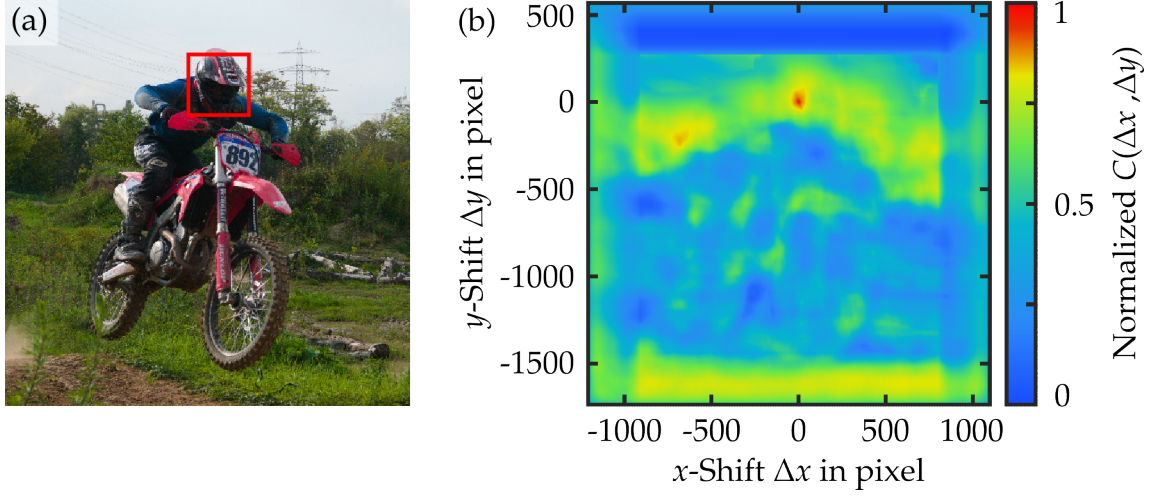 (a)
892
(b)
Normalized C(Δx ,Δy)
1
0.5
0
y-Shift Δy in pixel
500
0
-500
-1000
-1500
-1000 -500 0 500 1000
x-Shift Δx in pixel